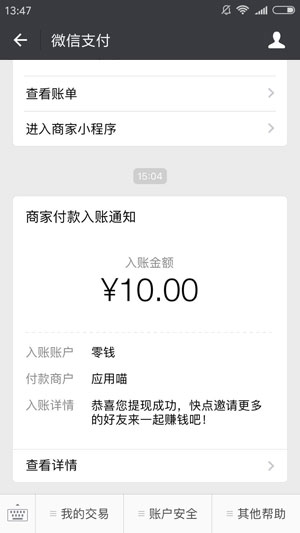 13:47
微信支付
查看账单
进入商家小程序
15:04
商家付款入账通知
入账金额
¥10.00
入账账户 零钱
付款商户 应用喵
入账详情 恭喜您提现成功，快点邀请更多
的好友来一起赚钱吧！
查看详情
我的交易 账户安全 其他帮助